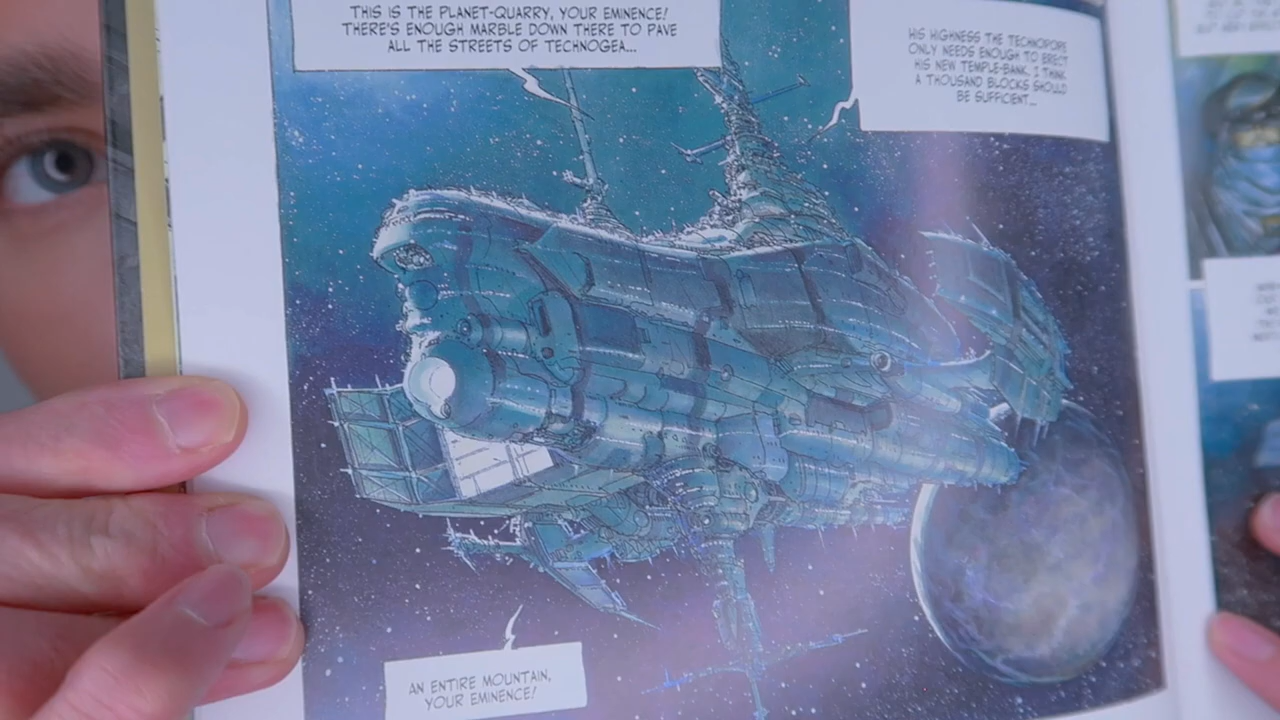 THIS IS THE PLANET-QUARRY, YOUR EMINENCE!
THERE'S ENOUGH MARBLE DOWN THERE TO PAVE
ALL THE STREETS OF TECHNOGEA...
HIS HIGHNESS THE TECHNOPOPE
ONLY NEEDS ENOUGH TO ERECT
HIS NEW TEMPLE-BANK. I THINK
A THOUSAND BLOCKS SHOULD
BE SUFFICIENT...
AN ENTIRE MOUNTAIN,
YOUR EMINENCE!